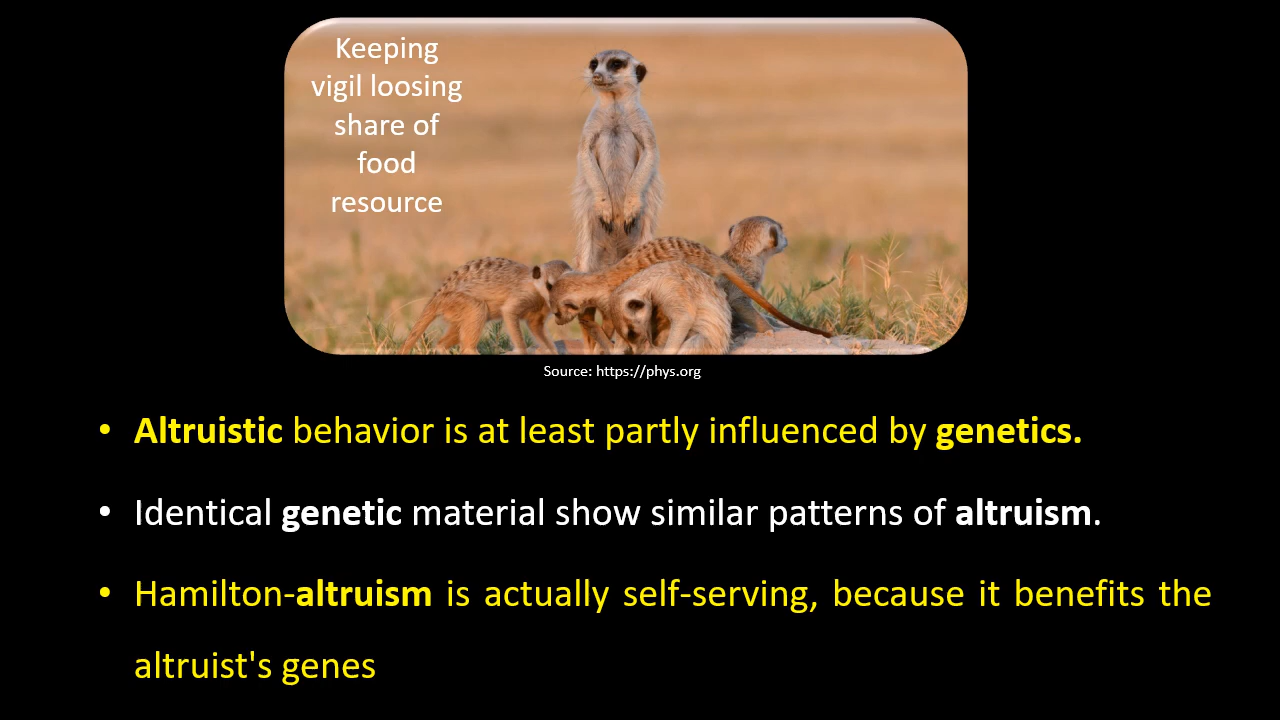 Keeping
vigil loosing
share of
food
resource
Source: https://phys.org
• Altruistic behavior is at least partly influenced by genetics.
• Identical genetic material show similar patterns of altruism.
• Hamilton-altruism is actually self-serving, because it benefits the
altruist's genes